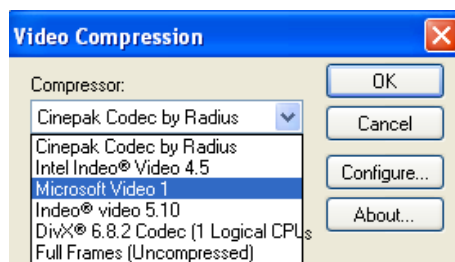 Video Compression
Compressor:
OK
Cinepak Codec by Radius
Cancel
Cinepak Codec by Radius
Intel Indeo® Video 4.5
Configure...
Microsoft Video 1
Indeo® video 5.10
About...
DivX® 6.8.2 Codec (1 Logical CPUs
Full Frames (Uncompressed)